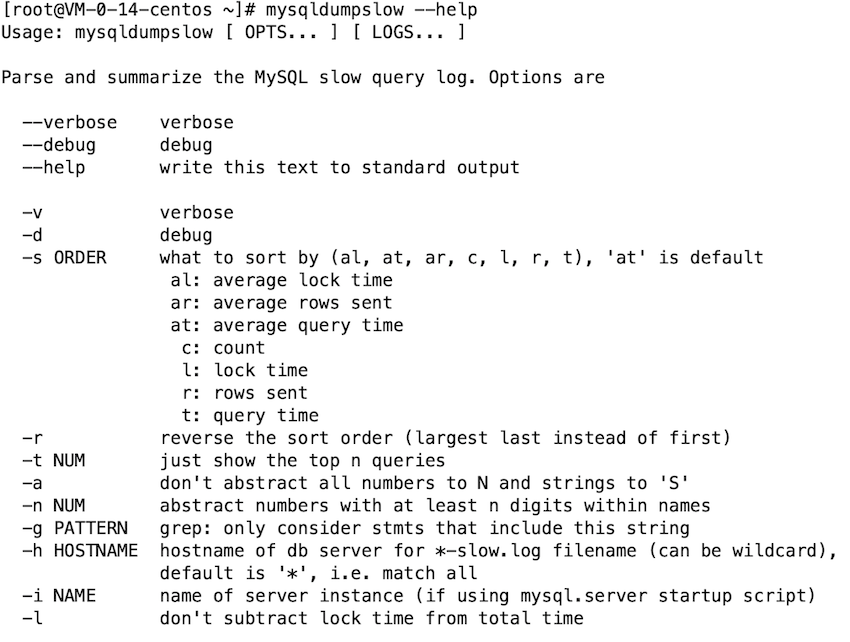 [root@VM-0-14-centos ~]# mysqldumpslow --help
Usage: mysqldumpslow [ OPTS... ] [ LOGS... ]

Parse and summarize the MySQL slow query log. Options are

  --verbose    verbose
  --debug      debug
  --help       write this text to standard output

  -v           verbose
  -d           debug
  -s ORDER     what to sort by (al, at, ar, c, l, r, t), 'at' is default
                al: average lock time
                ar: average rows sent
                at: average query time
                 c: count
                 l: lock time
                 r: rows sent
                 t: query time
  -r           reverse the sort order (largest last instead of first)
  -t NUM       just show the top n queries
  -a           don't abstract all numbers to N and strings to 'S'
  -n NUM       abstract numbers with at least n digits within names
  -g PATTERN   grep: only consider stmts that include this string
  -h HOSTNAME  hostname of db server for *-slow.log filename (can be wildcard),
               default is '*', i.e. match all
  -i NAME      name of server instance (if using mysql.server startup script)
  -l           don't subtract lock time from total time